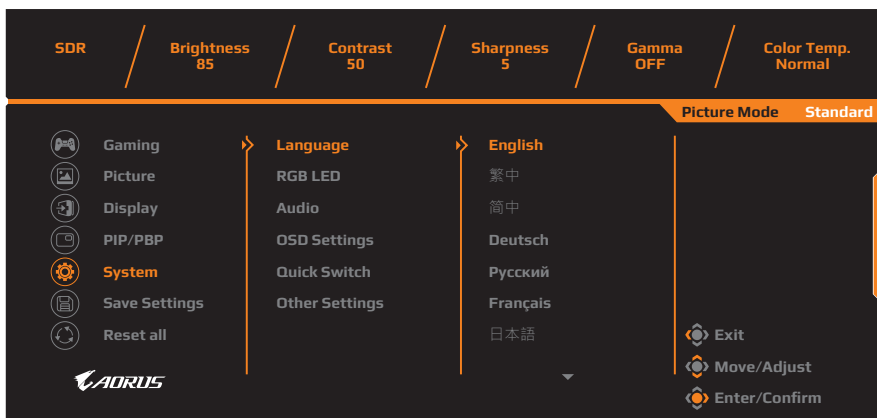 SDR
Brightness
85
Contrast
50
Sharpness
5
Gamma
OFF
Color Temp.
Normal
Picture Mode Standard
Gaming
Picture
Display
PIP/PBP
System
Save Settings
Reset all
Language
RGB LED
Audio
OSD Settings
Quick Switch
Other Settings
English
繁中
简中
Deutsch
Русский
Français
日本語
Exit
Move/Adjust
Enter/Confirm
AORUS